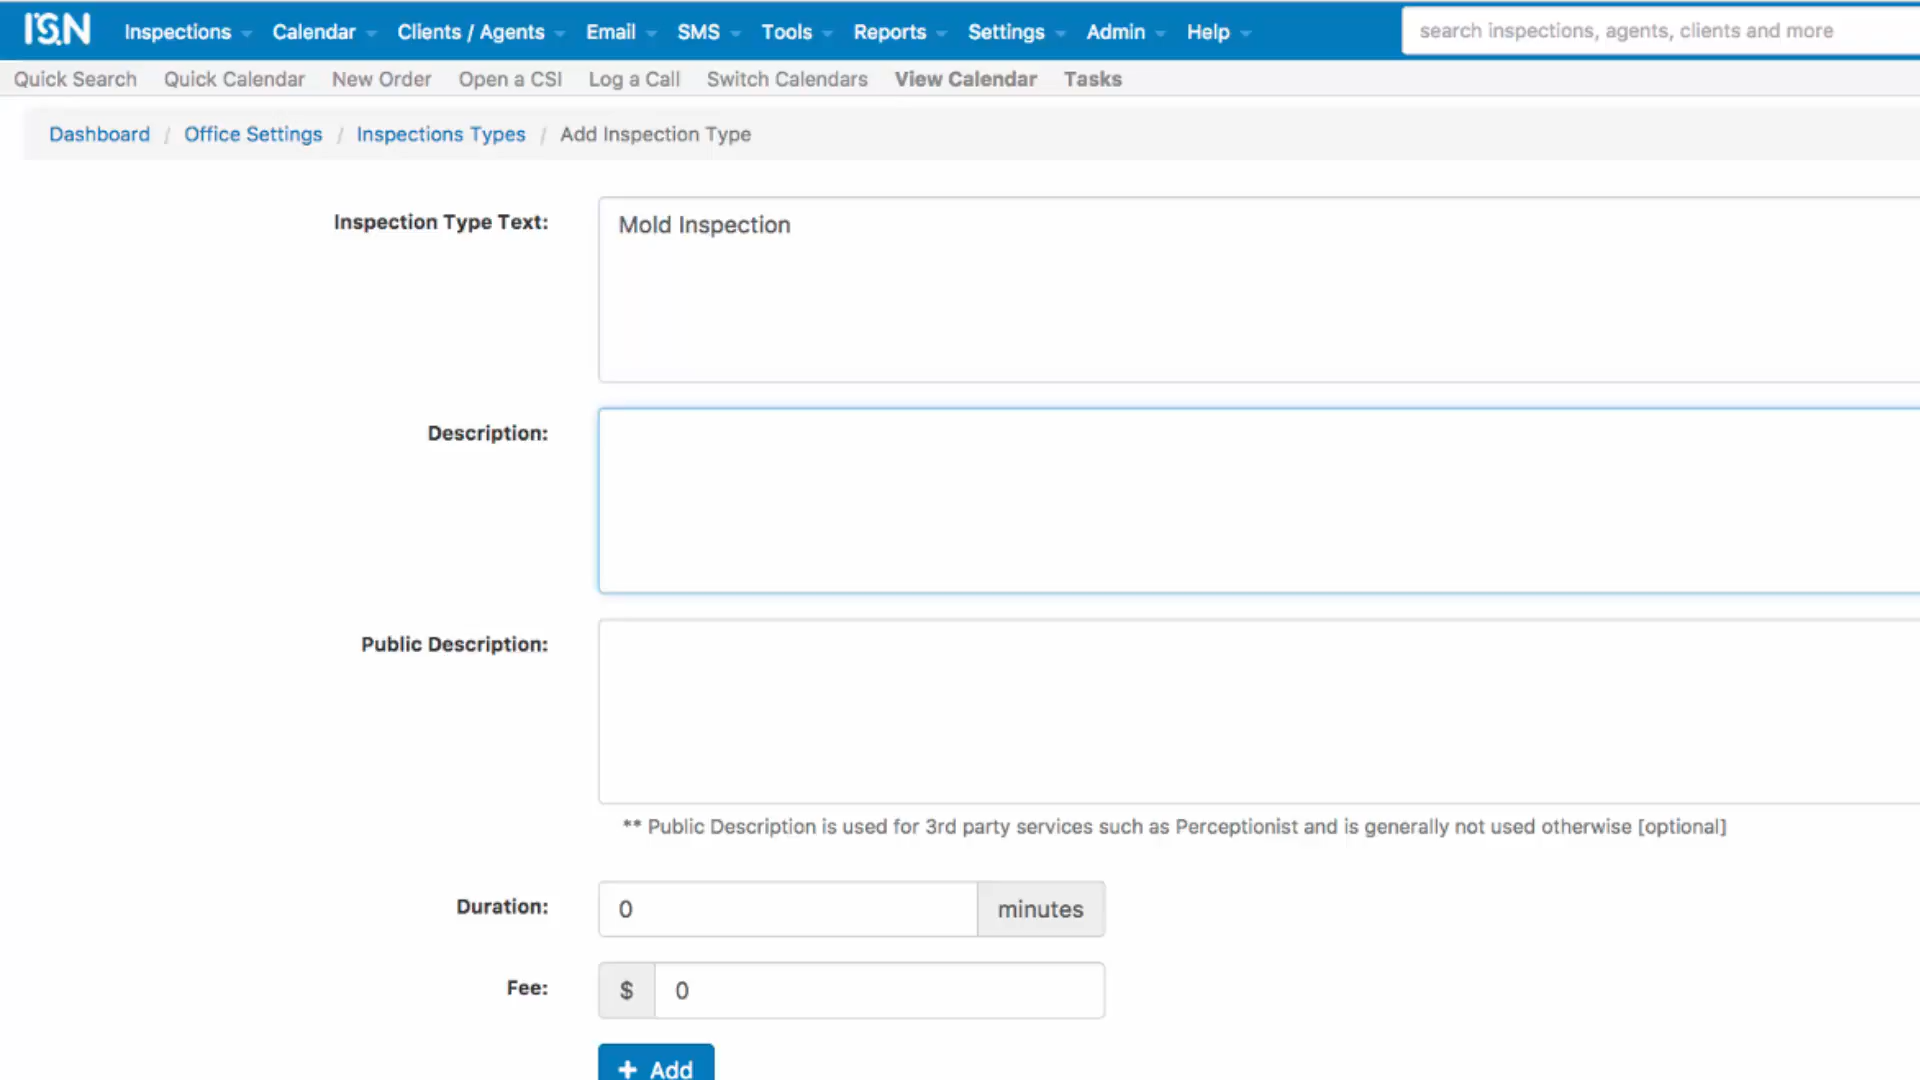 ISN Inspections Calendar Clients / Agents Email SMS Tools Reports Settings Admin Help search inspections, agents, clients and more
Quick Search Quick Calendar New Order Open a CSI Log a Call Switch Calendars View Calendar Tasks
Dashboard / Office Settings / Inspections Types / Add Inspection Type
Inspection Type Text: Mold Inspection
Description:
Public Description:
** Public Description is used for 3rd party services such as Perceptionist and is generally not used otherwise [optional]
Duration: 0 minutes
Fee: $ 0
+ Add